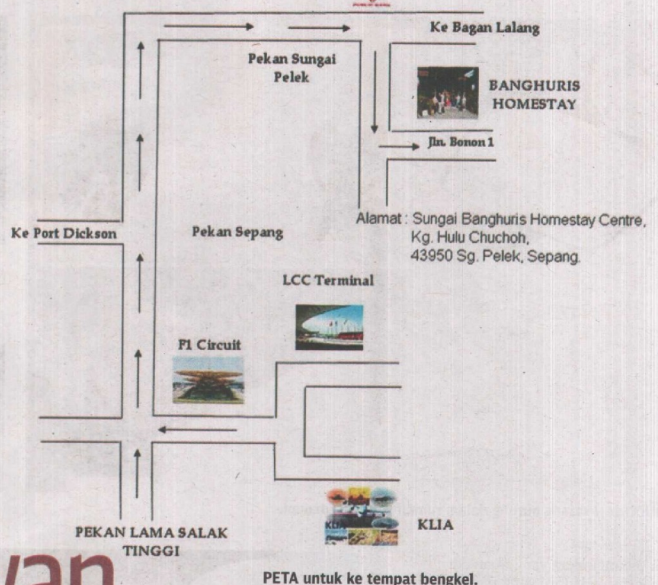 Ke Bagan Lalang
Pekan Sungai
Pelek
BANGHURIS
HOMESTAY
Jln. Bonon 1
Alamat : Sungai Banghuris Homestay Centre,
Kg. Hulu Chuchoh,
43950 Sg. Pelek, Sepang.
Ke Port Dickson
Pekan Sepang
LCC Terminal
F1 Circuit
KLIA
KLIA
PEKAN LAMA SALAK
TINGGI
PETA untuk ke tempat bengkel.